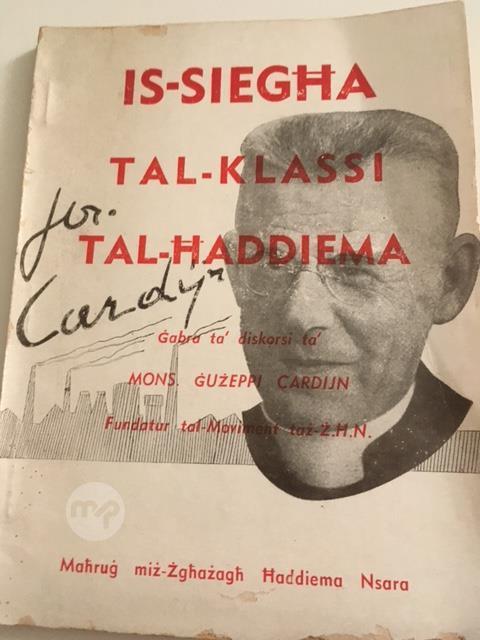 IS-SIEGĦA
TAL-KLASSI
TAL-ĦADDIEMA
Jos. Cardijn
Ġabra ta' diskorsi ta'
MONS. ĠUŻEPPI CARDIJN
Fundatur tal-Moviment taż-Ż.H.N.
mp
Maħruġ miż-Żgħażagħ Ħaddiema Nsara